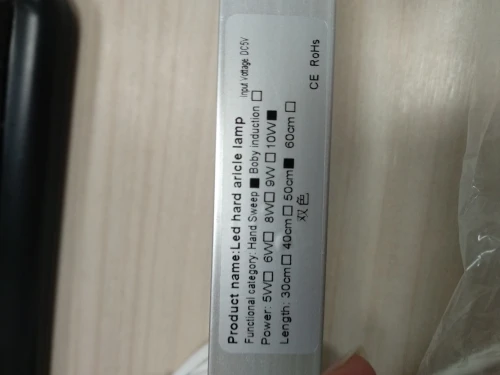 Product name:Led hard aricle lamp
Functional category: Hand Sweep ■ Boby induction □
Input Voltage DC5V
Power: 5W□ 6W□ 8W□ 9W□ 10W■
Length: 30cm□ 40cm□ 50cm■ 60cm□
双色
CE RoHs